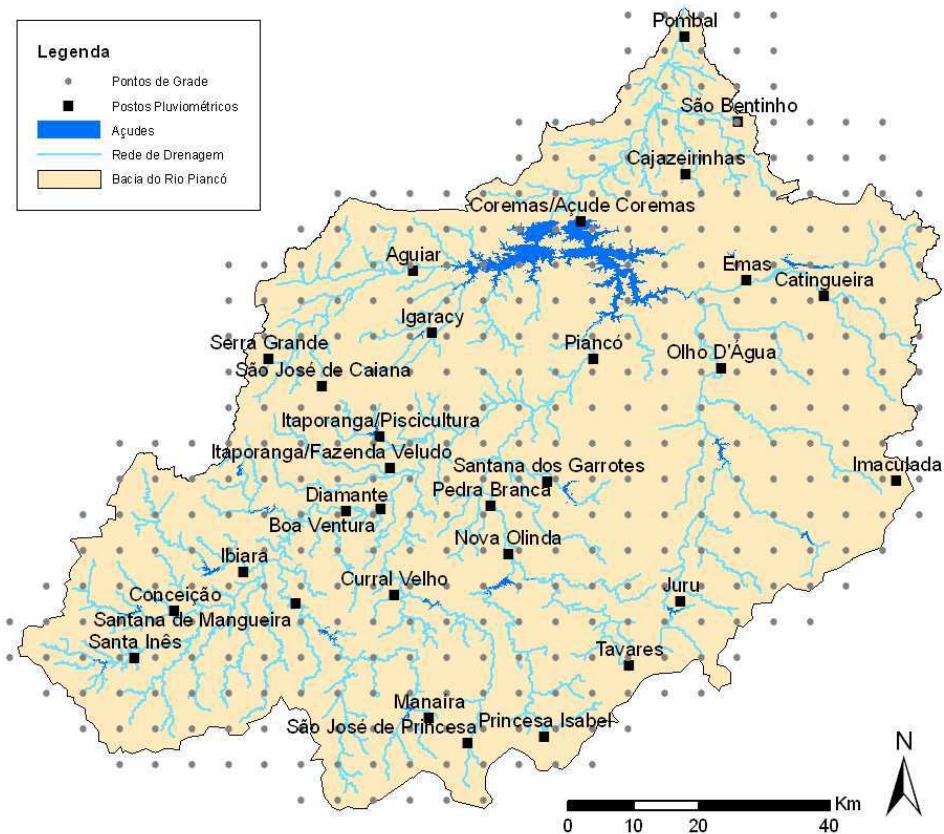 Pombal
Legenda
Pontos de Grade
Postos Pluviométricos
Açudes
Rede de Drenagem
Bacia do Rio Piancó
São Bentinho
Cajazeirinhas
Coremas/Açude Coremas
Aguiar
Emas
Catingueira
Igaracy
Serra Grande
Piancó
Olho D'Água
São José de Caiana
Itaporanga/Piscicultura
Itaporanga/Fazenda Veludo
Santana dos Garrotes
Imaculada
Diamante
Pedra Branca
Boa Ventura
Nova Olinda
Ibiara
Curral Velho
Juru
Conceição
Santana de Mangueira
Santa Inês
Tavares
Manaíra
São José de Princesa
Princesa Isabel
N
Km
0 10 20 40